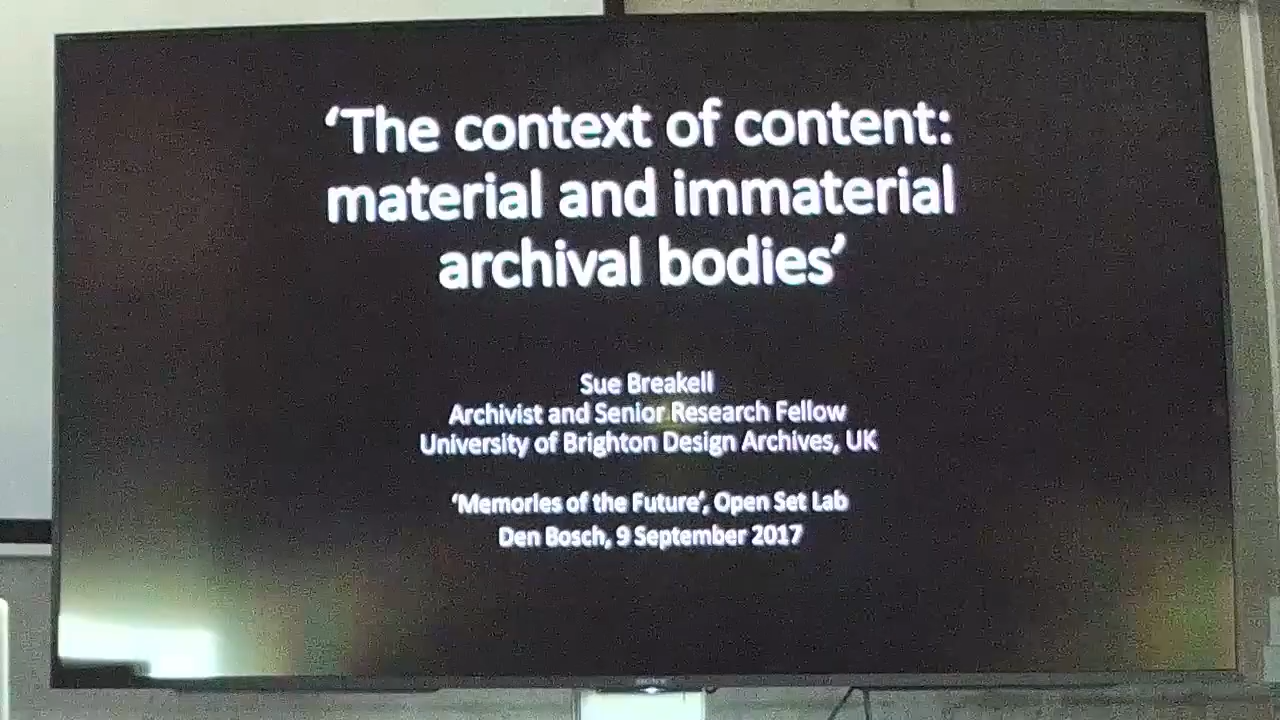 ‘The context of content:
material and immaterial
archival bodies’
Sue Breakell
Archivist and Senior Research Fellow
University of Brighton Design Archives, UK
‘Memories of the Future’, Open Set Lab
Den Bosch, 9 September 2017
SONY